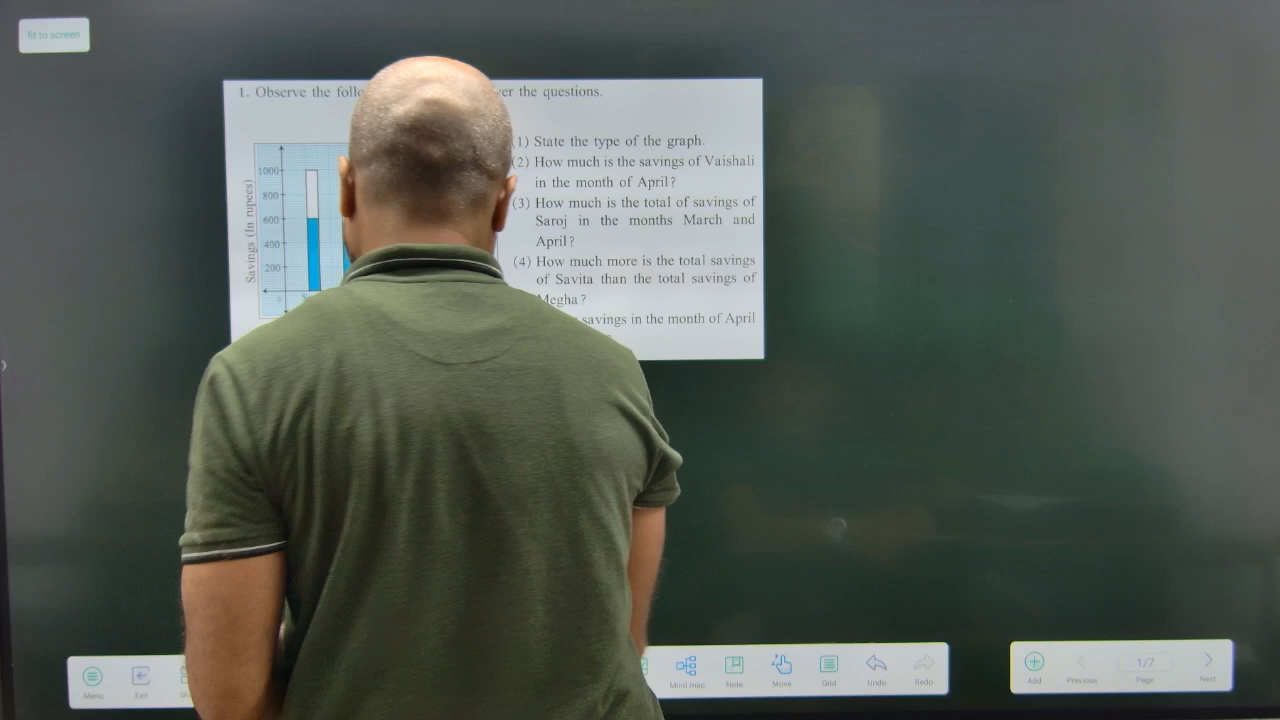 fit to screen
1. Observe the follo ver the questions.
(1) State the type of the graph.
(2) How much is the savings of Vaishali
in the month of April?
(3) How much is the total of savings of
Saroj in the months March and
April?
(4) How much more is the total savings
of Savita than the total savings of
Megha?
savings in the month of April
Savings (In rupees)
1000
800
600
400
200
0
Menu
Exit
Mind map
Note
Move
Grid
Undo
Redo
Add
Previous
1/7
Page
Next